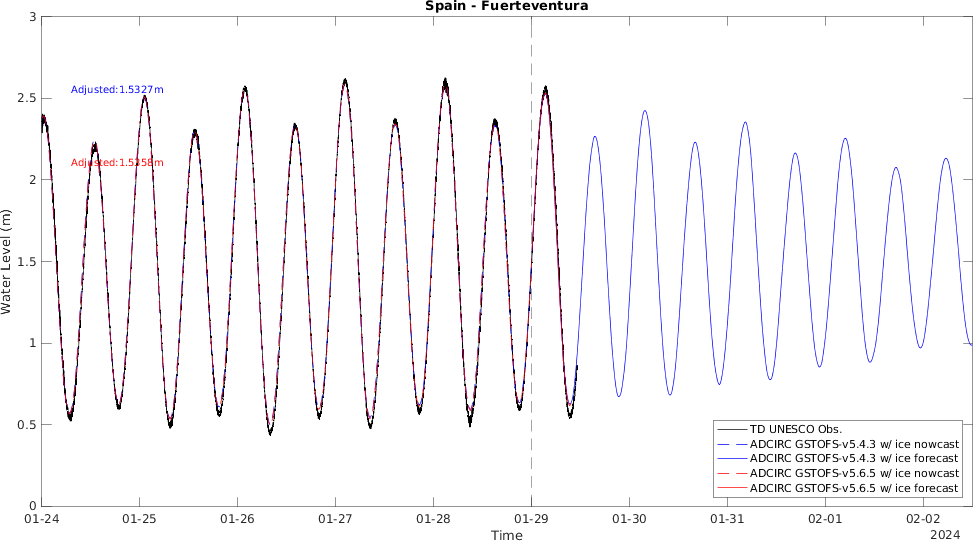 Spain - Fuerteventura
3
2.5
2
1.5
1
0.5
0
Water Level (m)
Adjusted:1.5327m
Adjusted:1.5358m
01-24
01-25
01-26
01-27
01-28
01-29
01-30
01-31
02-01
02-02
Time
2024
TD UNESCO Obs.
ADCIRC GSTOFS-v5.4.3 w/ ice nowcast
ADCIRC GSTOFS-v5.4.3 w/ ice forecast
ADCIRC GSTOFS-v5.6.5 w/ ice nowcast
ADCIRC GSTOFS-v5.6.5 w/ ice forecast